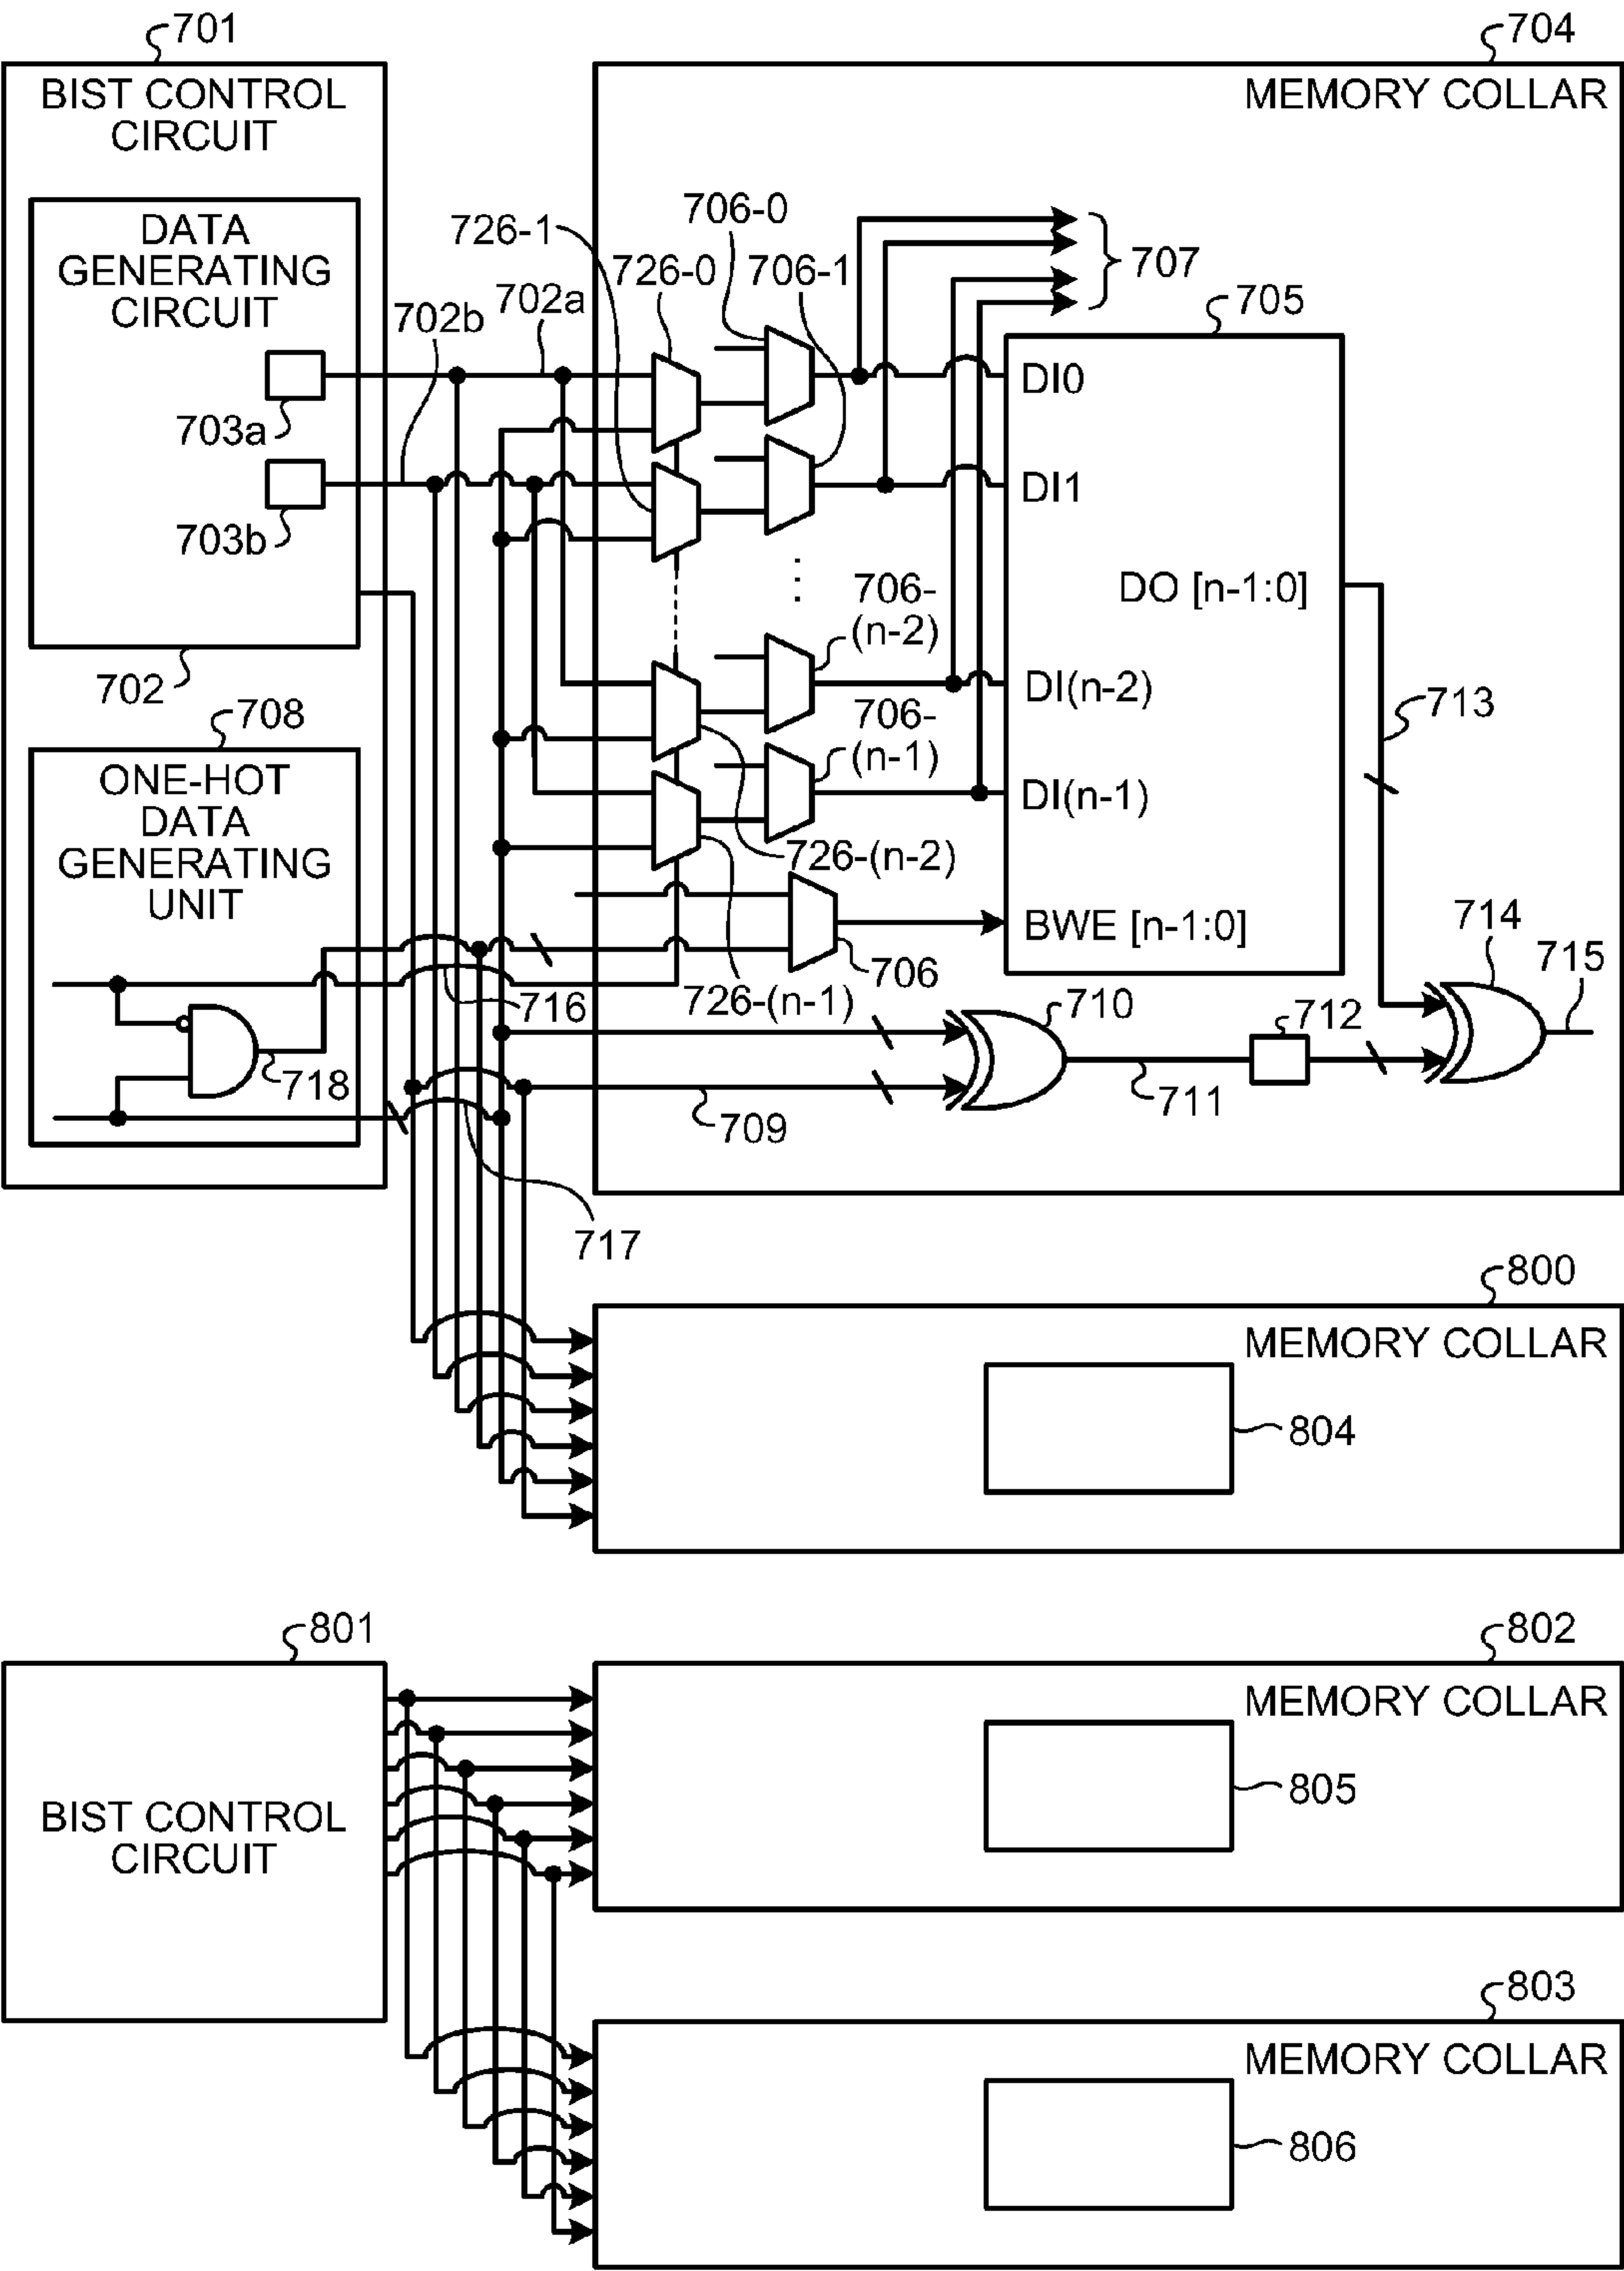 701
BIST CONTROL
CIRCUIT
DATA
GENERATING
CIRCUIT
703a
703b
702
708
ONE-HOT
DATA
GENERATING
UNIT
718
702b
726-1
726-0
702a
704
MEMORY COLLAR
706-0
706-1
707
705
DI0
DI1
DO [n-1:0]
706-
(n-2)
DI(n-2)
706-
(n-1)
DI(n-1)
713
726-(n-2)
BWE [n-1:0]
706
726-(n-1)
716
714
715
710
712
711
709
717
800
MEMORY COLLAR
804
801
BIST CONTROL
CIRCUIT
802
MEMORY COLLAR
805
803
MEMORY COLLAR
806